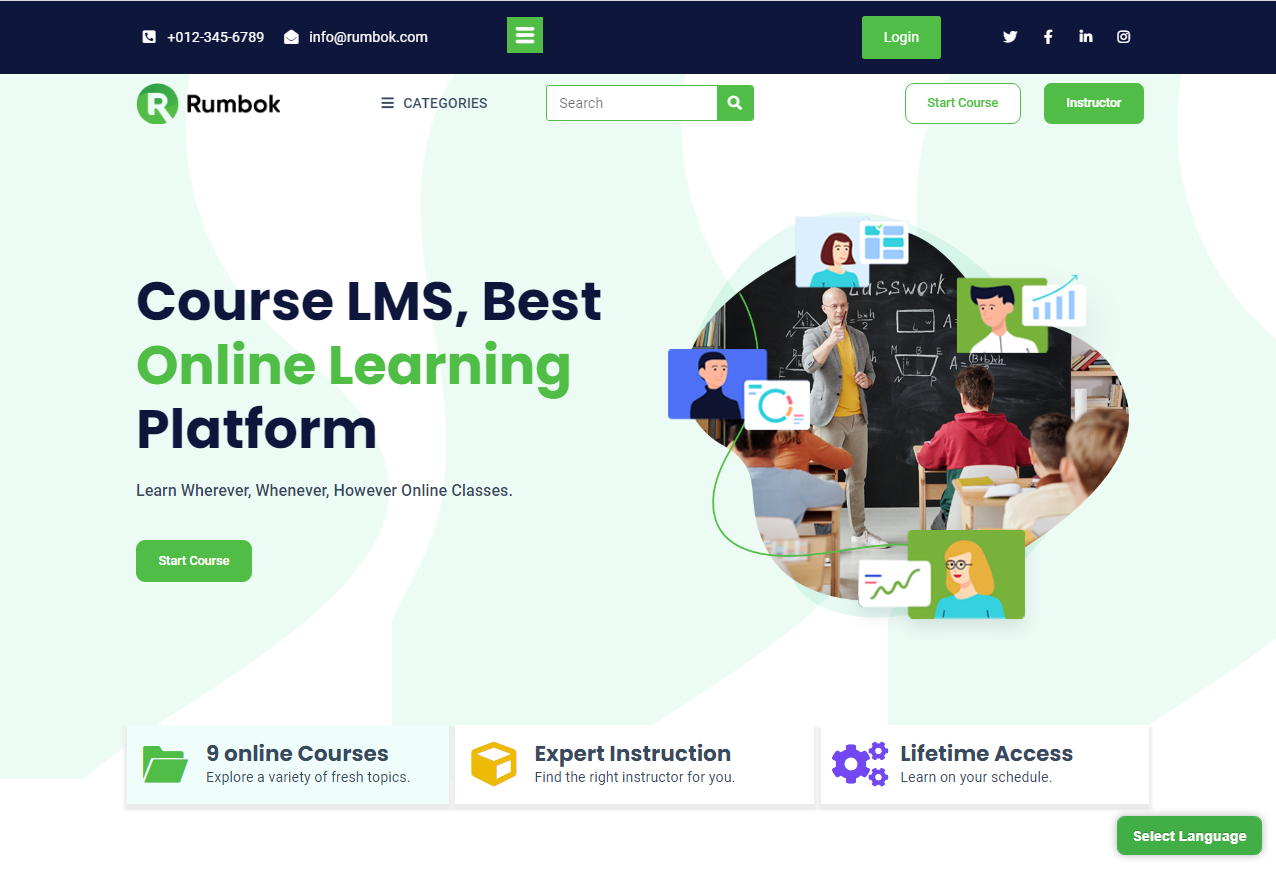 +012-345-6789 info@rumbok.com Login
Rumbok CATEGORIES Search Start Course Instructor
Course LMS, Best
Online Learning
Platform
Learn Wherever, Whenever, However Online Classes.
Start Course
9 online Courses
Explore a variety of fresh topics.
Expert Instruction
Find the right instructor for you.
Lifetime Access
Learn on your schedule.
Select Language